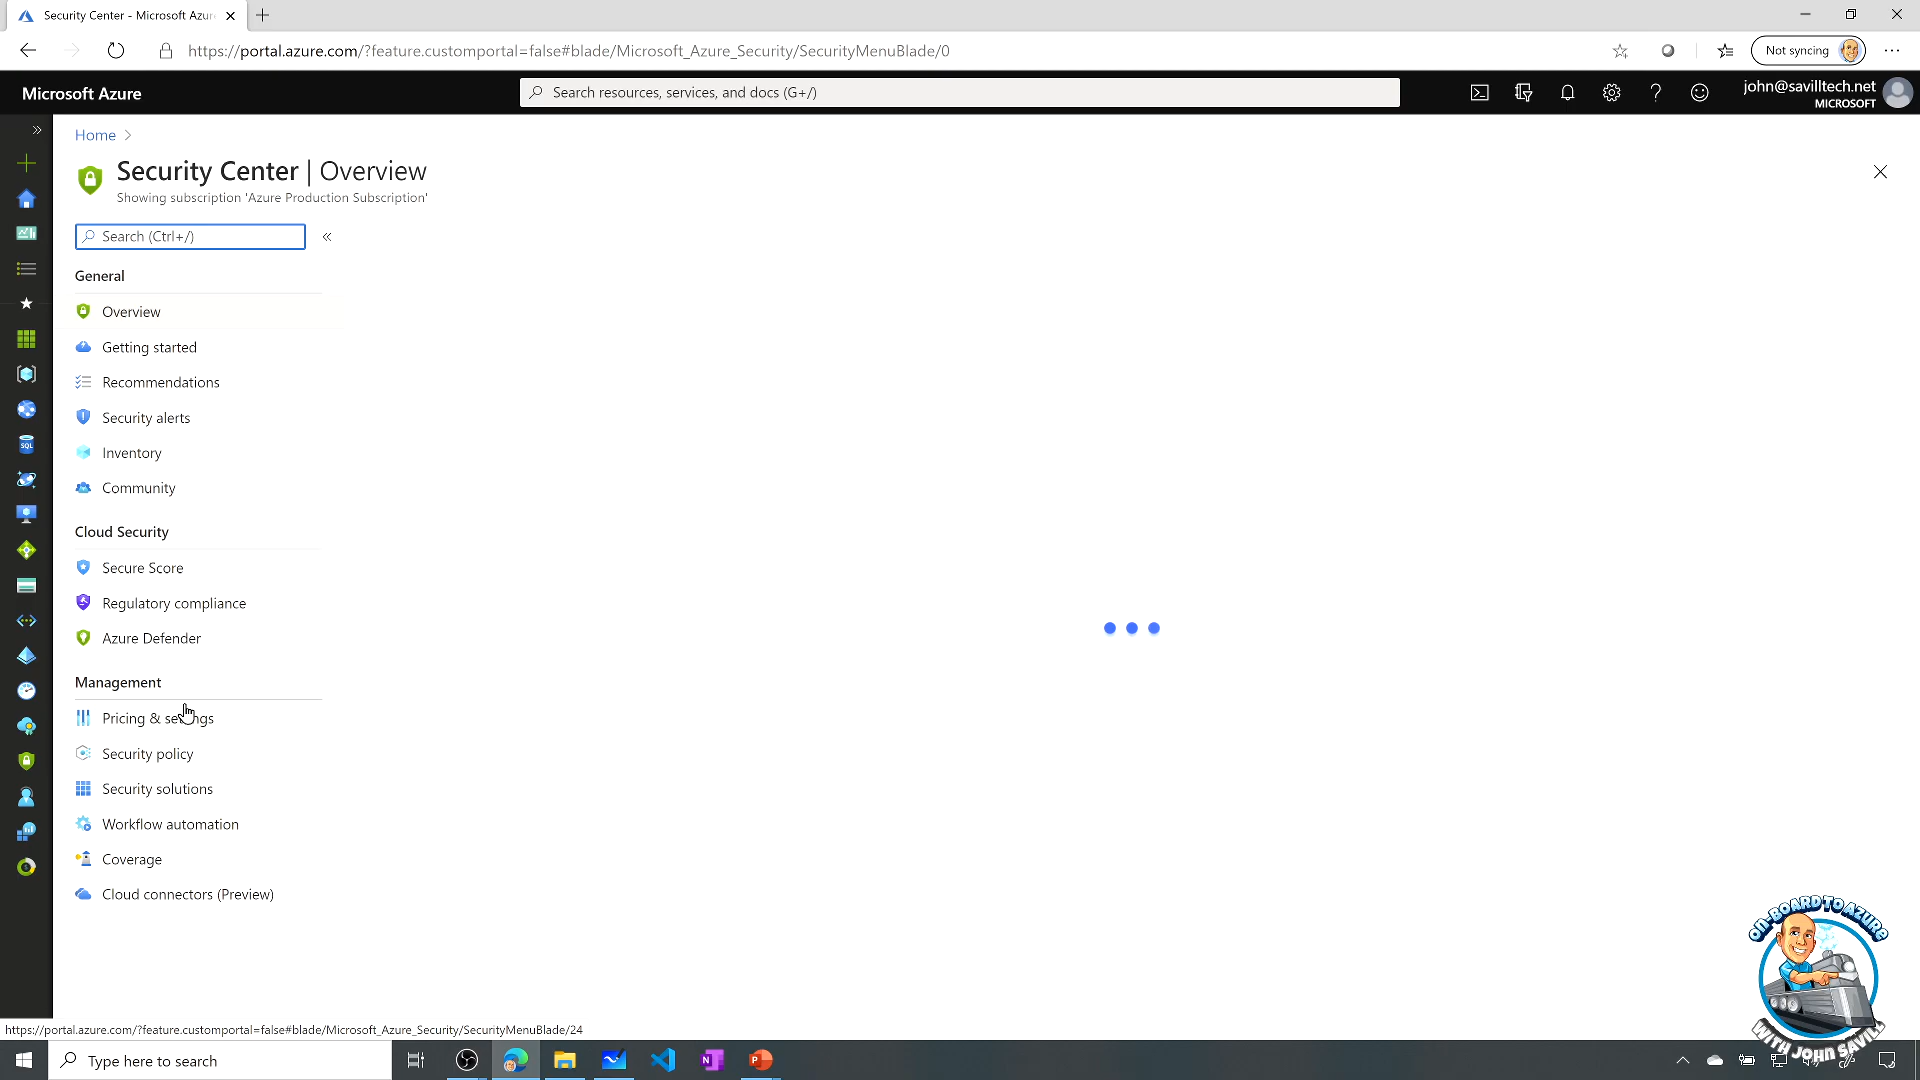 Security Center - Microsoft Azur
https://portal.azure.com/?feature.customportal=false#blade/Microsoft_Azure_Security/SecurityMenuBlade/0
Not syncing
Microsoft Azure
Search resources, services, and docs (G+/)
john@savilltech.net
MICROSOFT
Home
Security Center | Overview
Showing subscription 'Azure Production Subscription'
Search (Ctrl+/)
General
Overview
Getting started
Recommendations
Security alerts
Inventory
Community
Cloud Security
Secure Score
Regulatory compliance
Azure Defender
Management
Pricing & settings
Security policy
Security solutions
Workflow automation
Coverage
Cloud connectors (Preview)
ON-BOARD TO AZURE
WITH JOHN SAVILL
https://portal.azure.com/?feature.customportal=false#blade/Microsoft_Azure_Security/SecurityMenuBlade/24
Type here to search